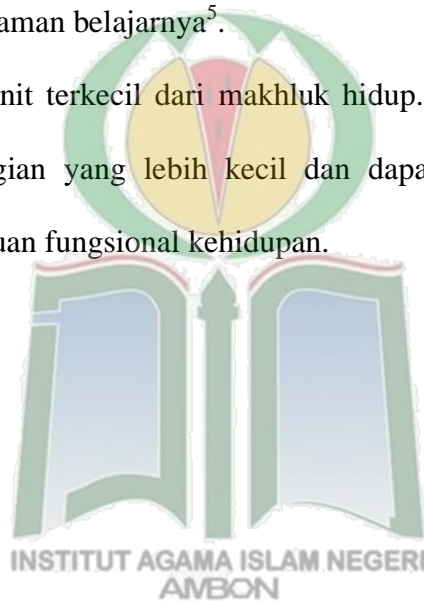 aman belajarnya⁵.
nit terkecil dari makhluk hidup.
gian yang lebih kecil dan dapa
uan fungsional kehidupan.
INSTITUT AGAMA ISLAM NEGERI
AMBON